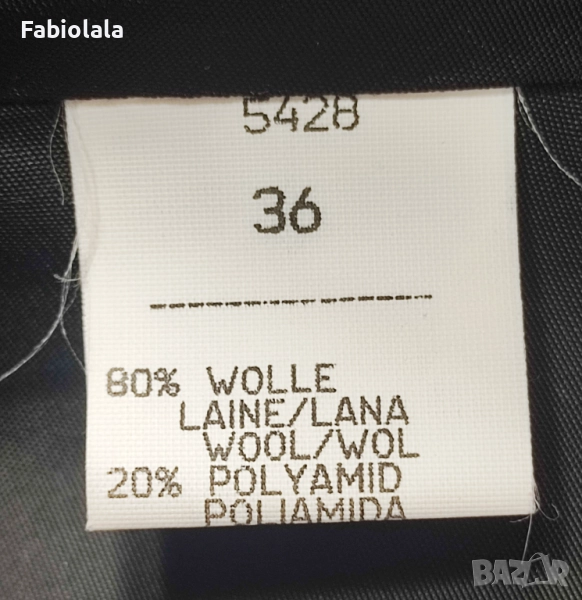 Fabiolala
5428
36
80% WOLLE
LAINE/LANA
WOOL/WOL
20% POLYAMID
POLIAMIDA
BAZAR